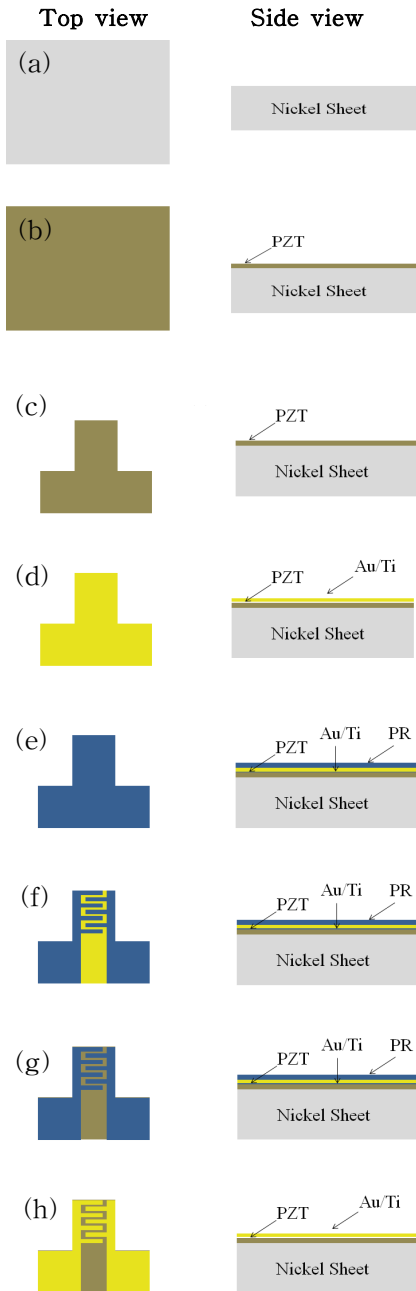 Top view Side view
(a)
Nickel Sheet
(b)
PZT
Nickel Sheet
(c)
PZT
Nickel Sheet
(d)
PZT Au/Ti
Nickel Sheet
(e)
PZT Au/Ti PR
Nickel Sheet
(f)
PZT Au/Ti PR
Nickel Sheet
(g)
PZT Au/Ti PR
Nickel Sheet
(h)
PZT Au/Ti
Nickel Sheet